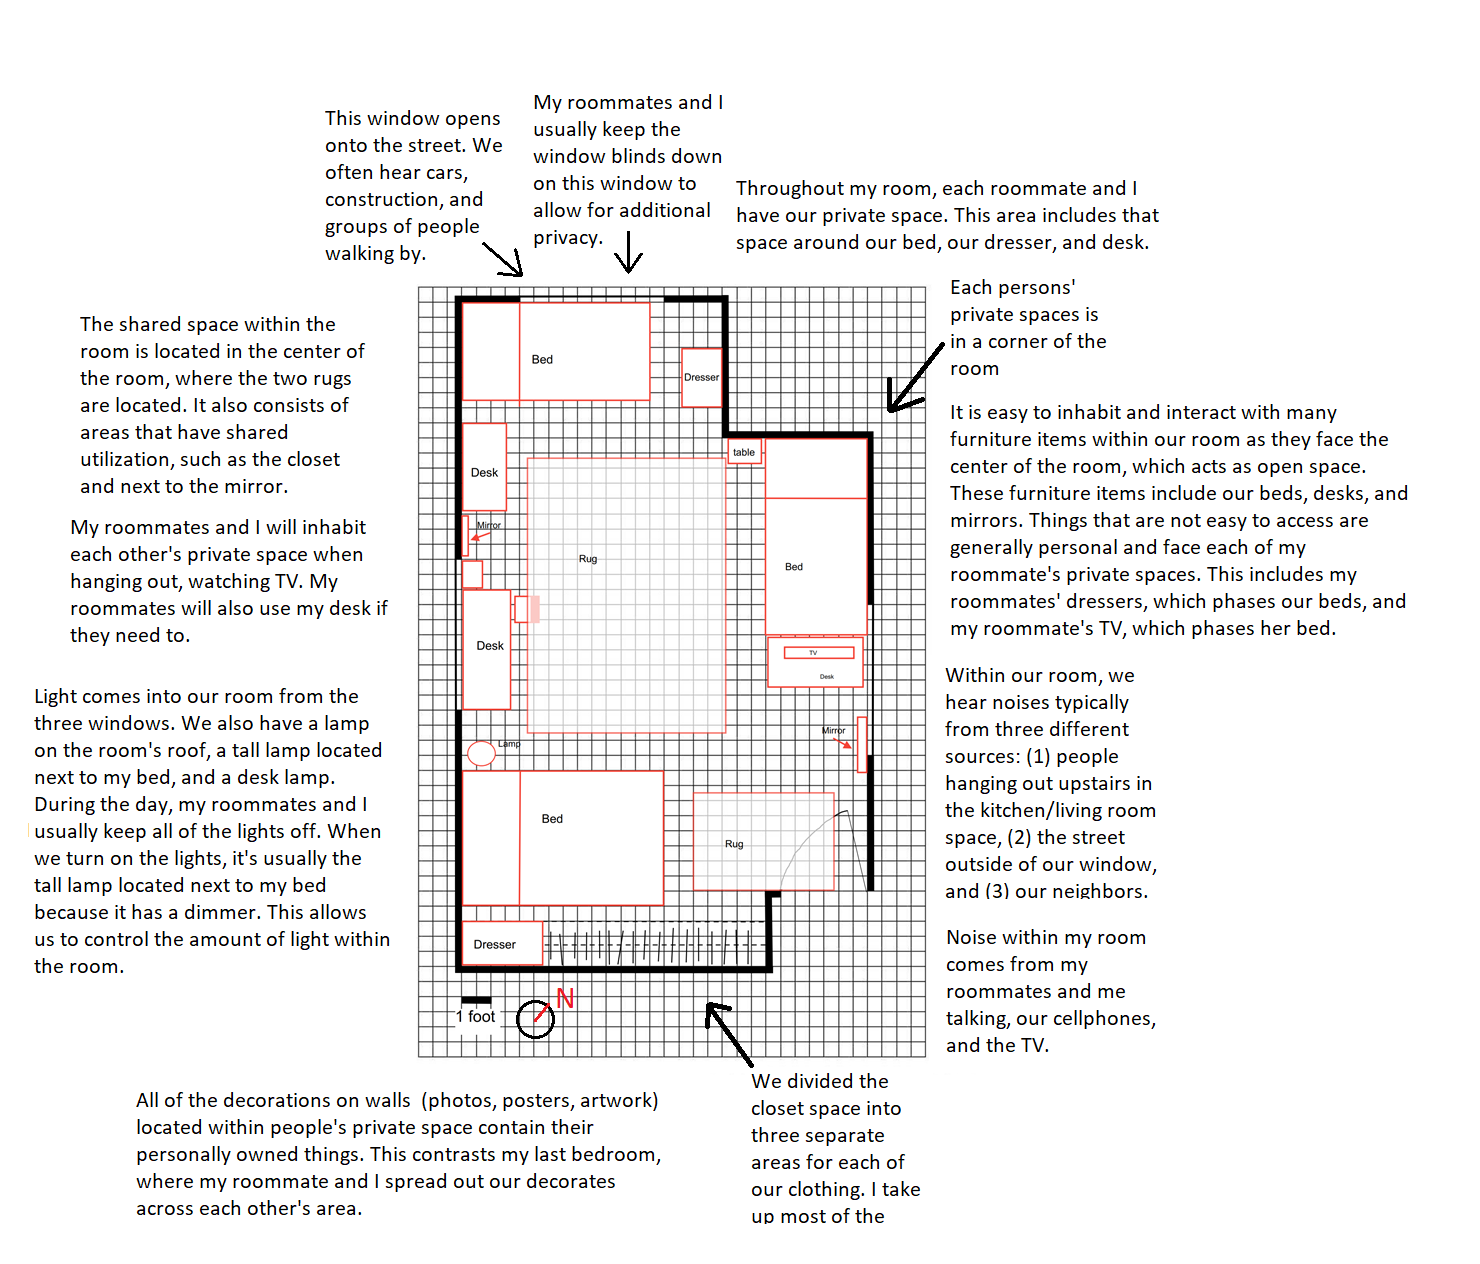 This window opens
onto the street. We
often hear cars,
construction, and
groups of people
walking by.
My roommates and I
usually keep the
window blinds down
on this window to
allow for additional
privacy.
Throughout my room, each roommate and I
have our private space. This area includes that
space around our bed, our dresser, and desk.
Each persons'
private spaces is
in a corner of the
room
The shared space within the
room is located in the center of
the room, where the two rugs
are located. It also consists of
areas that have shared
utilization, such as the closet
and next to the mirror.
My roommates and I will inhabit
each other's private space when
hanging out, watching TV. My
roommates will also use my desk if
they need to.
Light comes into our room from the
three windows. We also have a lamp
on the room's roof, a tall lamp located
next to my bed, and a desk lamp.
During the day, my roommates and I
usually keep all of the lights off. When
we turn on the lights, it's usually the
tall lamp located next to my bed
because it has a dimmer. This allows
us to control the amount of light within
the room.
Bed
Dresser
table
Desk
Mirror
Rug
Bed
Desk
TV
Desk
Mirror
Lamp
Bed
Rug
Dresser
1 foot
N
It is easy to inhabit and interact with many
furniture items within our room as they face the
center of the room, which acts as open space.
These furniture items include our beds, desks, and
mirrors. Things that are not easy to access are
generally personal and face each of my
roommate's private spaces. This includes my
roommates' dressers, which phases our beds, and
my roommate's TV, which phases her bed.
Within our room, we
hear noises typically
from three different
sources: (1) people
hanging out upstairs in
the kitchen/living room
space, (2) the street
outside of our window,
and (3) our neighbors.
Noise within my room
comes from my
roommates and me
talking, our cellphones,
and the TV.
All of the decorations on walls (photos, posters, artwork)
located within people's private space contain their
personally owned things. This contrasts my last bedroom,
where my roommate and I spread out our decorates
across each other's area.
We divided the
closet space into
three separate
areas for each of
our clothing. I take
up most of the